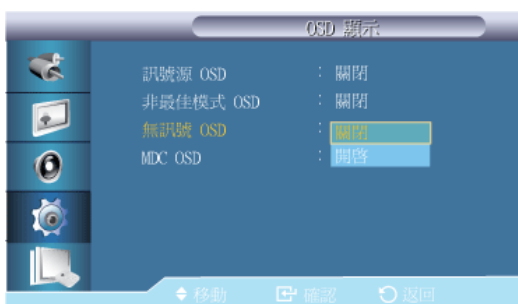 OSD 顯示
訊號源 OSD : 關閉
非最佳模式 OSD : 關閉
無訊號 OSD : 關閉
MDC OSD : 開啓
移動 確認 返回